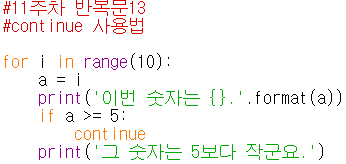 #11주차 반복문13
#continue 사용법

for i in range(10):
    a = i
    print('이번 숫자는 {}.'.format(a))
    if a >= 5:
        continue
    print('그 숫자는 5보다 작군요.')